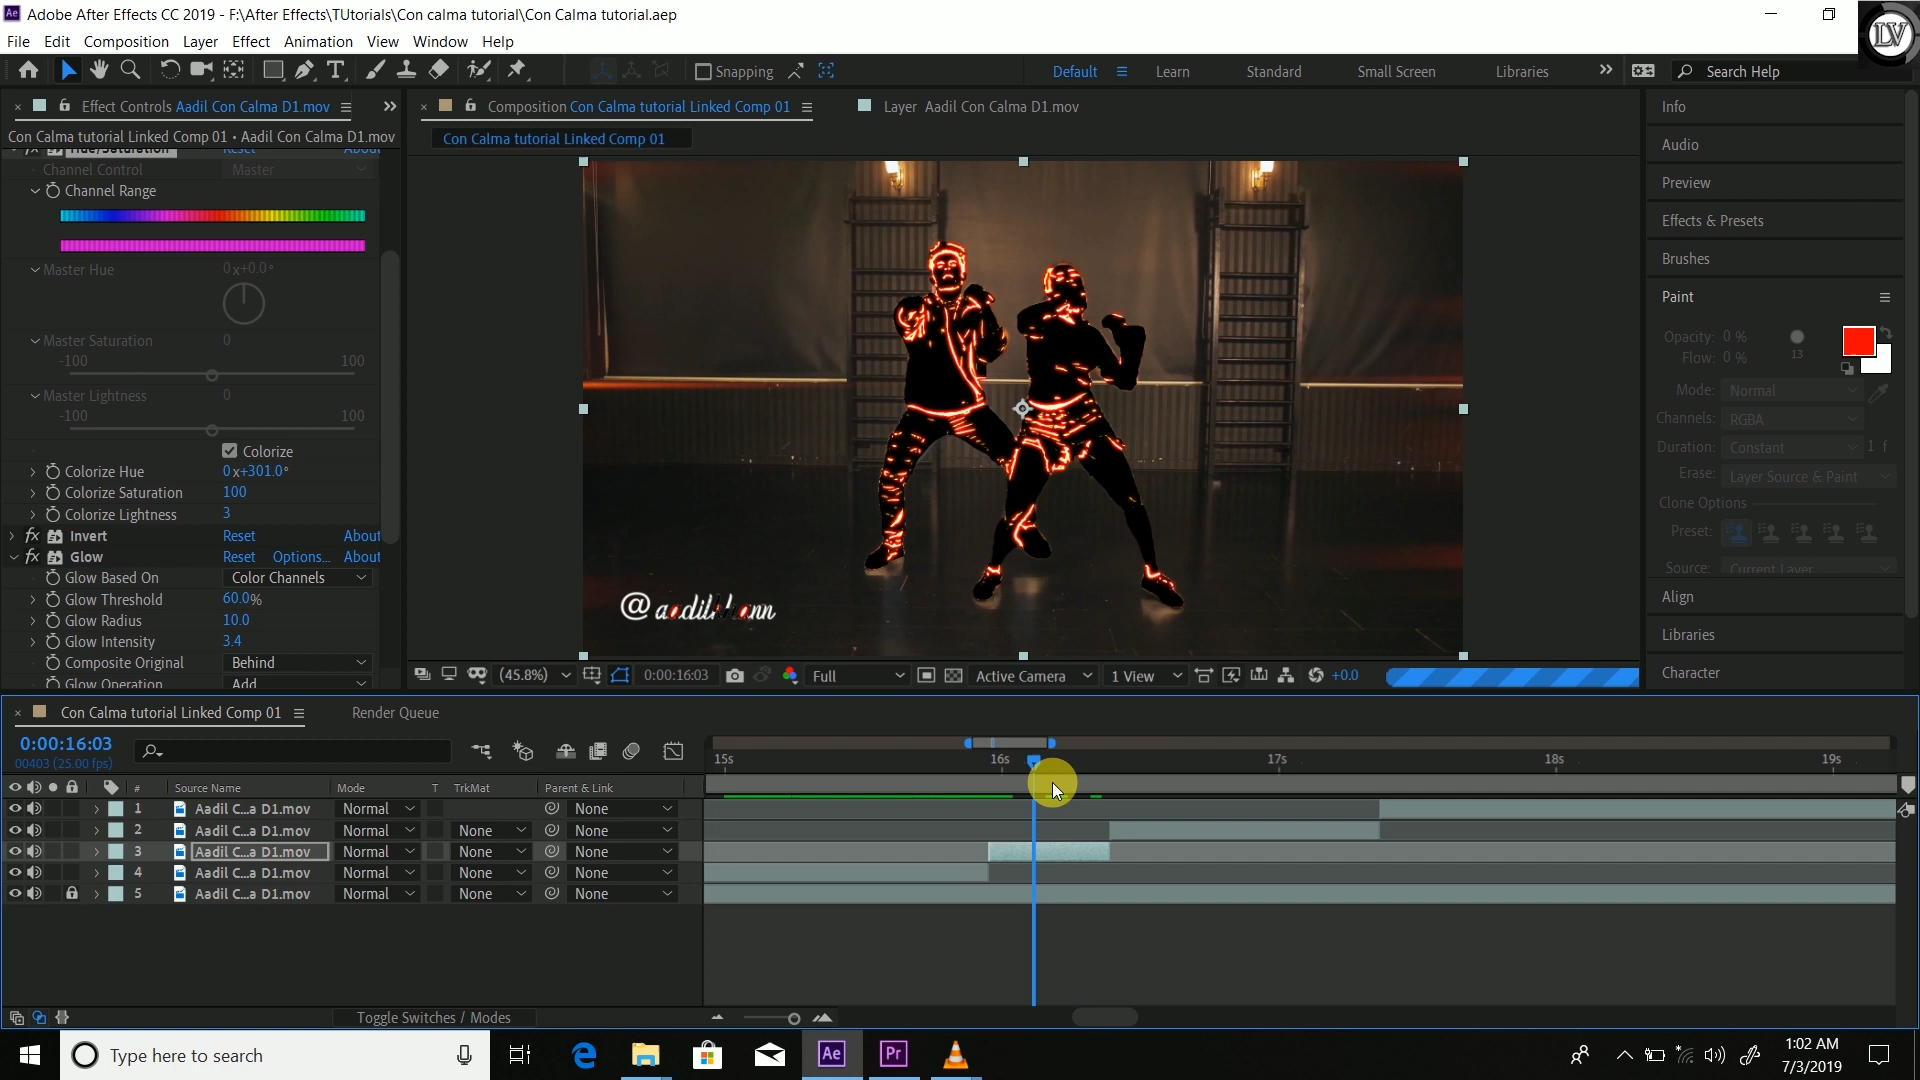 Adobe After Effects CC 2019 - F:\After Effects\TUtorials\Con calma tutorial\Con Calma tutorial.aep
File Edit Composition Layer Effect Animation View Window Help
Snapping
Default Learn Standard Small Screen Libraries
Search Help
Effect Controls Aadil Con Calma D1.mov
Con Calma tutorial Linked Comp 01 • Aadil Con Calma D1.mov
Channel Control Master
Channel Range
Master Hue 0x+0.0°
Master Saturation 0
-100 100
Master Lightness 0
-100 100
Colorize
Colorize Hue 0x+301.0°
Colorize Saturation 100
Colorize Lightness 3
fx Invert Reset About
fx Glow Reset Options... About
Glow Based On Color Channels
Glow Threshold 60.0%
Glow Radius 10.0
Glow Intensity 3.4
Composite Original Behind
Glow Operation Add
Composition Con Calma tutorial Linked Comp 01
Layer Aadil Con Calma D1.mov
Con Calma tutorial Linked Comp 01
@aadilkhann
(45.8%) 0:00:16:03 Full Active Camera 1 View +0.0
Info
Audio
Preview
Effects & Presets
Brushes
Paint
Opacity: 0 %
Flow: 0 %
13
Mode: Normal
Channels: RGBA
Duration: Constant 1 f
Erase: Layer Source & Paint
Clone Options
Preset:
Source: Current Layer
Align
Libraries
Character
LV
Con Calma tutorial Linked Comp 01 Render Queue
0:00:16:03
00403 (25.00 fps)
15s 16s 17s 18s 19s
# Source Name Mode T TrkMat Parent & Link
1 Aadil C...a D1.mov Normal None
2 Aadil C...a D1.mov Normal None None
3 Aadil C...a D1.mov Normal None None
4 Aadil C...a D1.mov Normal None None
5 Aadil C...a D1.mov Normal None None
Toggle Switches / Modes
Type here to search
Ae Pr
1:02 AM
7/3/2019